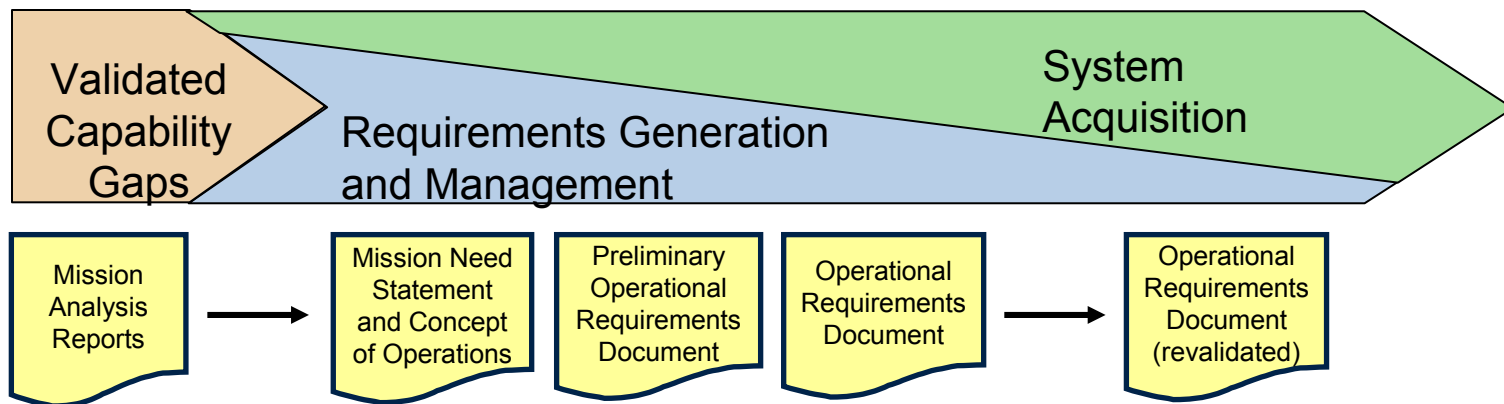 Validated
Capability
Gaps
Requirements Generation
and Management
System
Acquisition
Mission
Analysis
Reports
Mission Need
Statement
and Concept
of Operations
Preliminary
Operational
Requirements
Document
Operational
Requirements
Document
Operational
Requirements
Document
(revalidated)